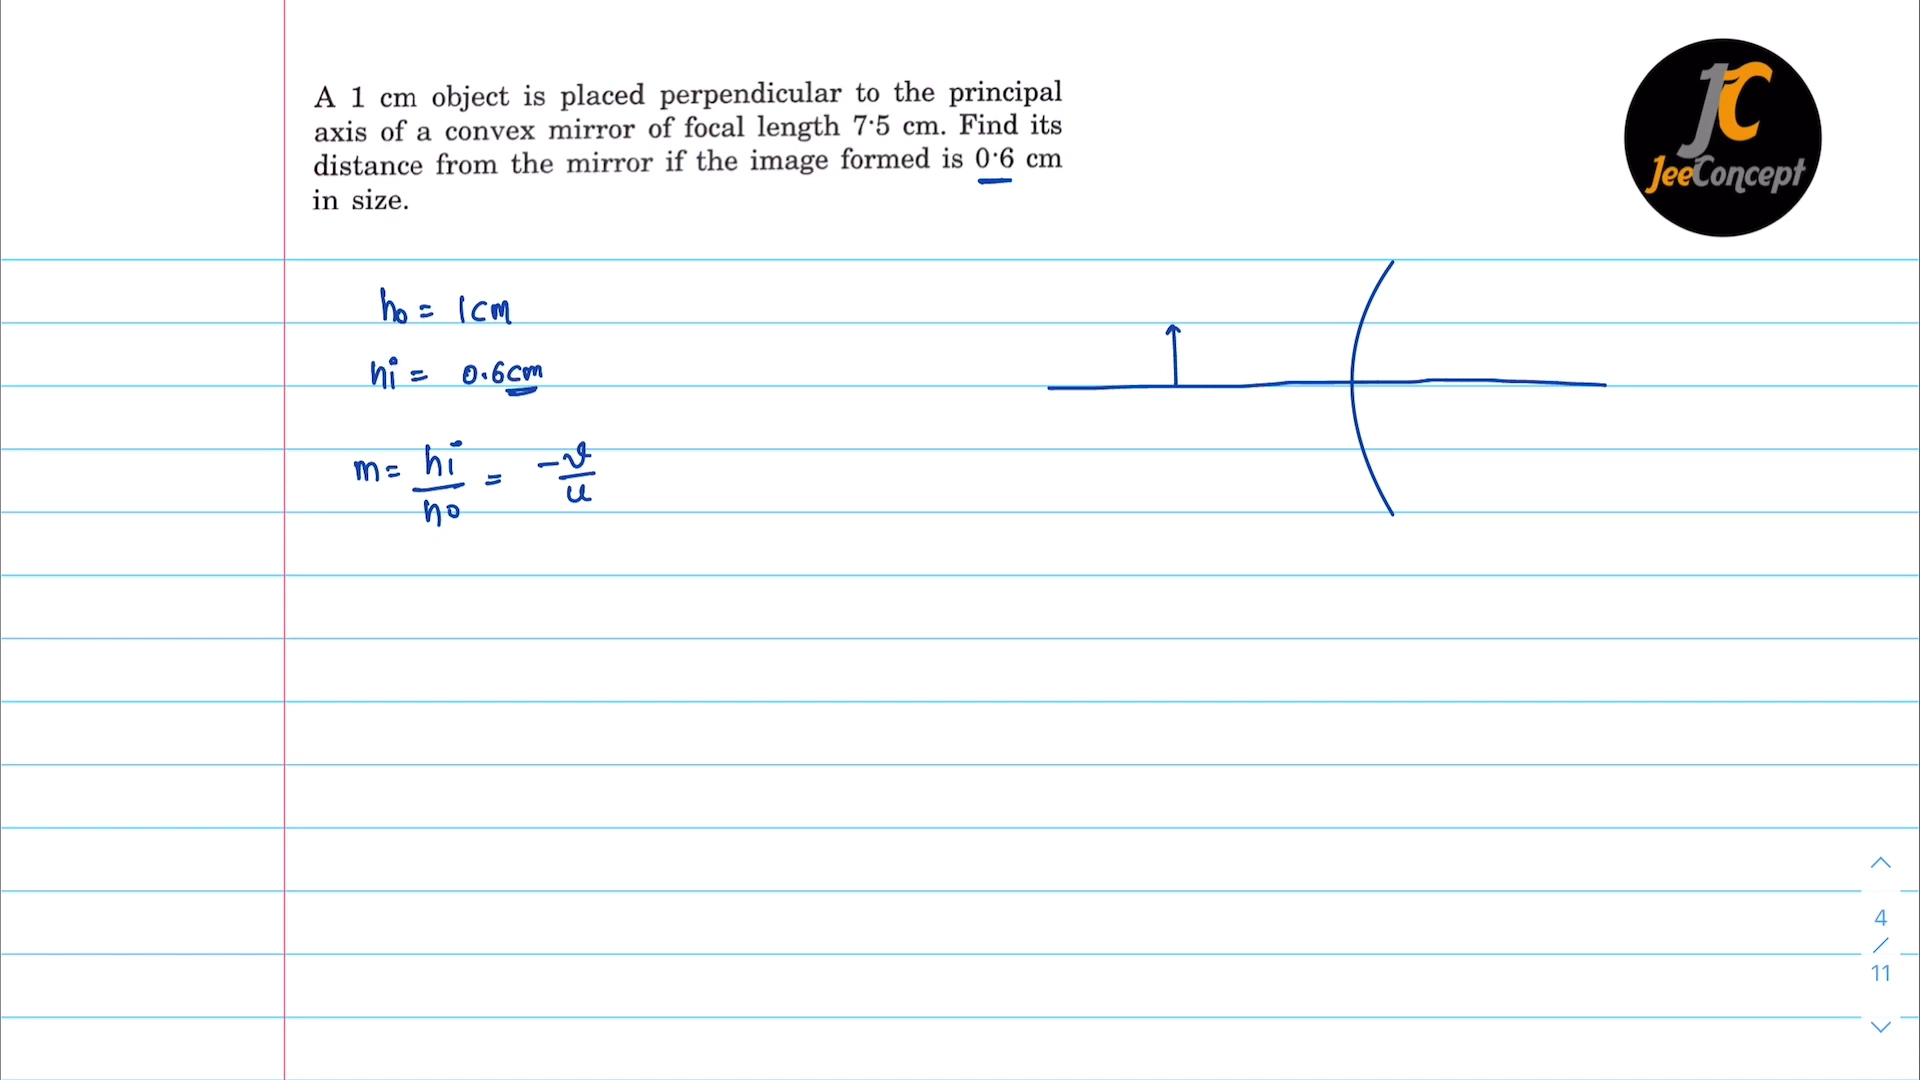 A 1 cm object is placed perpendicular to the principal
axis of a convex mirror of focal length 7·5 cm. Find its
distance from the mirror if the image formed is 0·6 cm
in size.
JC
JeeConcept
ho = 1cm
hi = 0.6cm
m = hi/ho = -v/u
4
/
11